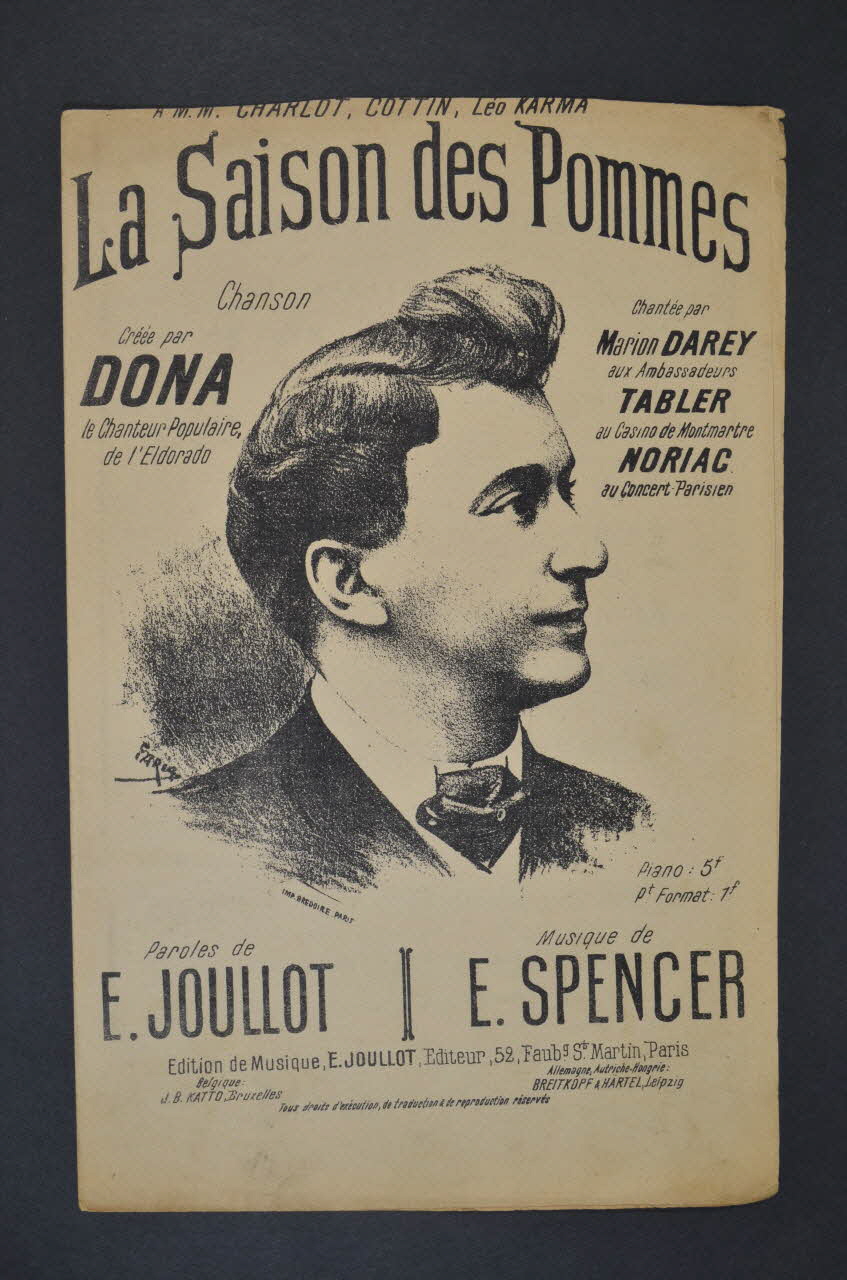 A M.M. CHARLOT, COTTIN, Léo KARMA
La Saison des Pommes
Chanson
Créée par
DONA
le Chanteur Populaire,
de l'Eldorado
Chantée par
Marion DAREY
aux Ambassadeurs
TABLER
au Casino de Montmartre
NORIAC
au Concert-Parisien
IMP. BREDOIRE PARIS
Piano: 5f
Pt Format: 1f
Paroles de
E. JOULLOT
Musique de
E. SPENCER
Edition de Musique, E. JOULLOT, Editeur, 52, Faubg St Martin, Paris
Belgique:
J. B. KATTO, Bruxelles
Allemagne, Autriche-Hongrie:
BREITKOPF & HARTEL, Leipzig
Tous droits d'exécution, de traduction & de reproduction réservés